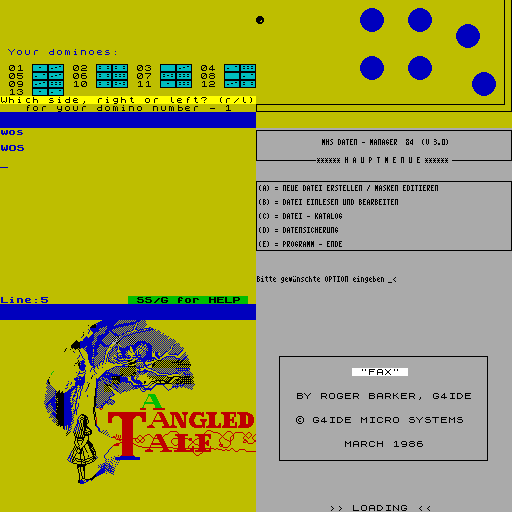 Your dominoes:
01 02 03 04
05 06 07 08
09 10 11 12
13
Which side, right or left? (r/l)
for your domino number - 1
wos
WOS
_
Line:5 SS/G for HELP
MHS DATEN - MANAGER 84 (V 3.0)
xxxxxx H A U P T M E N U E xxxxxx
(A) = NEUE DATEI ERSTELLEN / MASKEN EDITIEREN
(B) = DATEI EINLESEN UND BEARBEITEN
(C) = DATEI - KATALOG
(D) = DATENSICHERUNG
(E) = PROGRAMM - ENDE
Bitte gewünschte OPTION eingeben _<
A
TANGLED
TALE
"FAX"
BY ROGER BARKER, G4IDE
© G4IDE MICRO SYSTEMS
MARCH 1986
>> LOADING <<